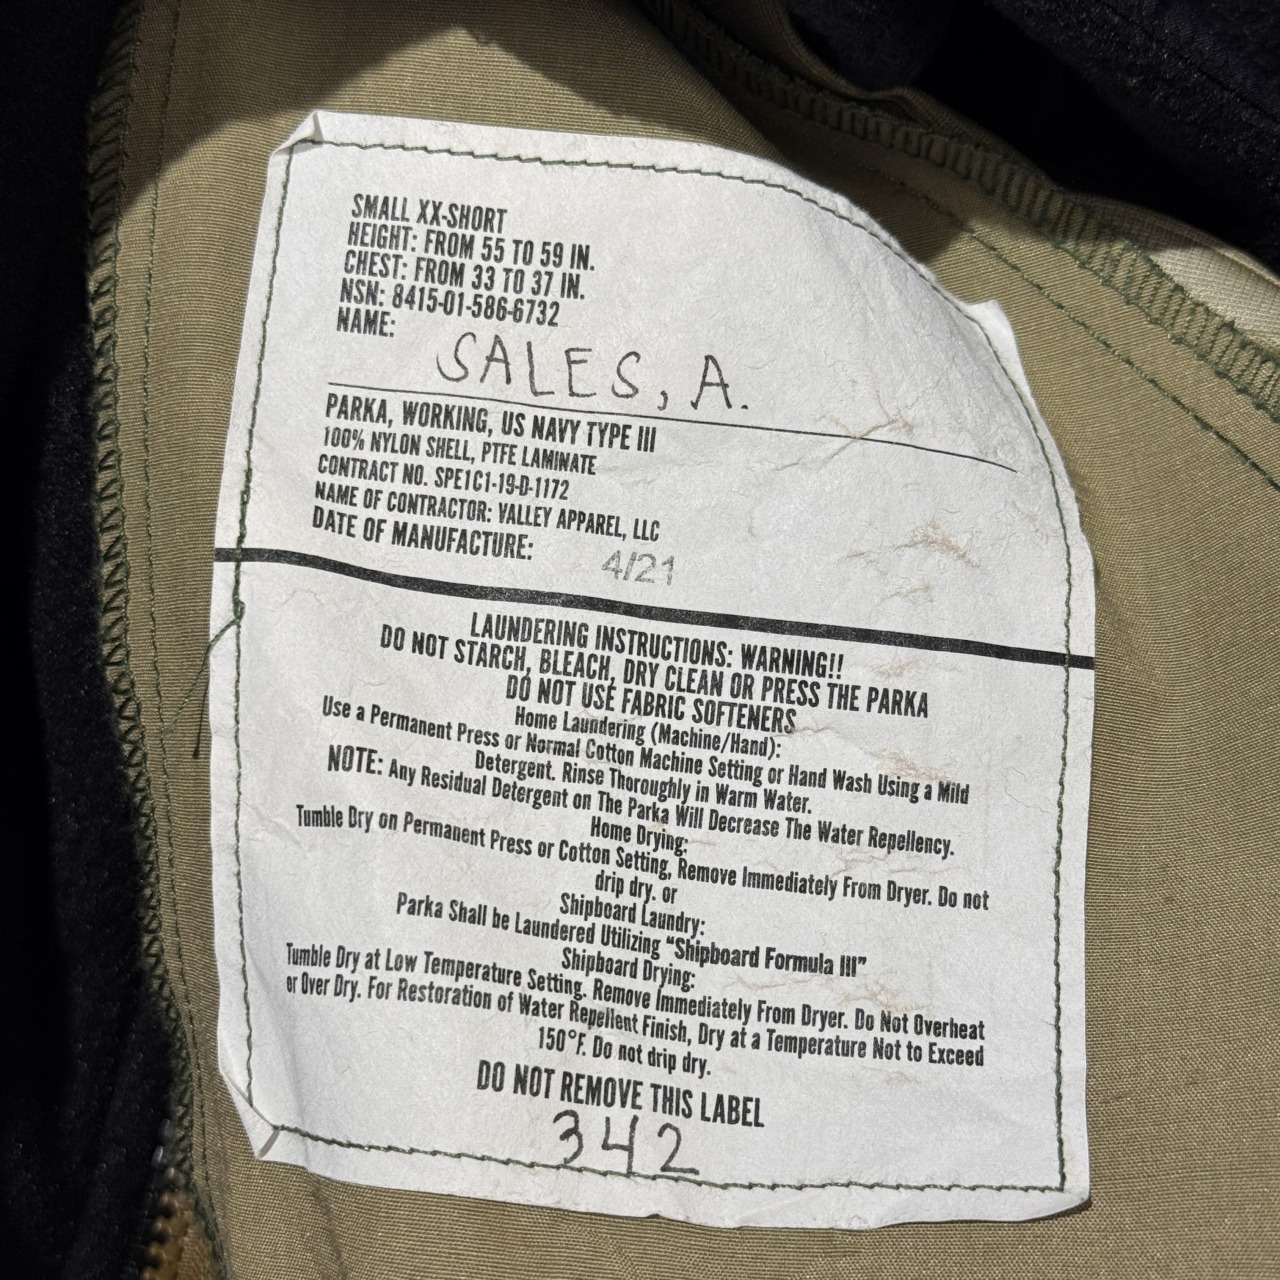 SMALL XX-SHORT
HEIGHT: FROM 55 TO 59 IN.
CHEST: FROM 33 TO 37 IN.
NSN: 8415-01-586-6732
NAME:
SALES, A.
PARKA, WORKING, US NAVY TYPE III
100% NYLON SHELL, PTFE LAMINATE
CONTRACT NO. SPE1C1-19-D-1172
NAME OF CONTRACTOR: VALLEY APPAREL, LLC
DATE OF MANUFACTURE: 4/21
LAUNDERING INSTRUCTIONS: WARNING!!
DO NOT STARCH, BLEACH, DRY CLEAN OR PRESS THE PARKA
DO NOT USE FABRIC SOFTENERS
Home Laundering (Machine/Hand):
Use a Permanent Press or Normal Cotton Machine Setting or Hand Wash Using a Mild
Detergent. Rinse Thoroughly in Warm Water.
NOTE: Any Residual Detergent on The Parka Will Decrease The Water Repellency.
Home Drying:
Tumble Dry on Permanent Press or Cotton Setting, Remove Immediately From Dryer. Do not
drip dry. or
Shipboard Laundry:
Parka Shall be Laundered Utilizing "Shipboard Formula III"
Shipboard Drying:
Tumble Dry at Low Temperature Setting. Remove Immediately From Dryer. Do Not Overheat
or Over Dry. For Restoration of Water Repellent Finish, Dry at a Temperature Not to Exceed
150°F. Do not drip dry.
DO NOT REMOVE THIS LABEL
342